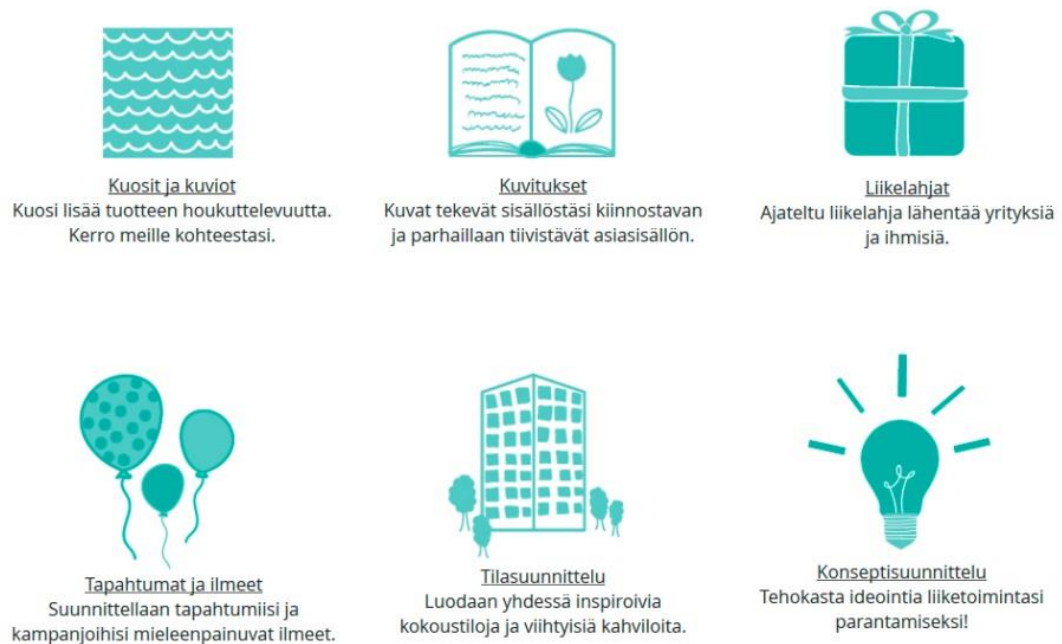 Kuosit ja kuviot
Kuosi lisää tuotteen houkuttelevuutta.
Kerro meille kohteestasi.
Kuvitukset
Kuvat tekevät sisällöstäsi kiinnostavan
ja parhaillaan tiivistävät asiasisällön.
Liikelahjat
Ajateltu liikelahja lähentää yrityksiä
ja ihmisiä.
Tapahtumat ja ilmeet
Suunnittellaan tapahtumiisi ja
kampanjoihisi mieleenpainuvat ilmeet.
Tilasuunnittelu
Luodaan yhdessä inspiroivia
kokoustiloja ja viihtyisiä kahviloita.
Konseptisuunnittelu
Tehokasta ideointia liiketoimintasi
parantamiseksi!